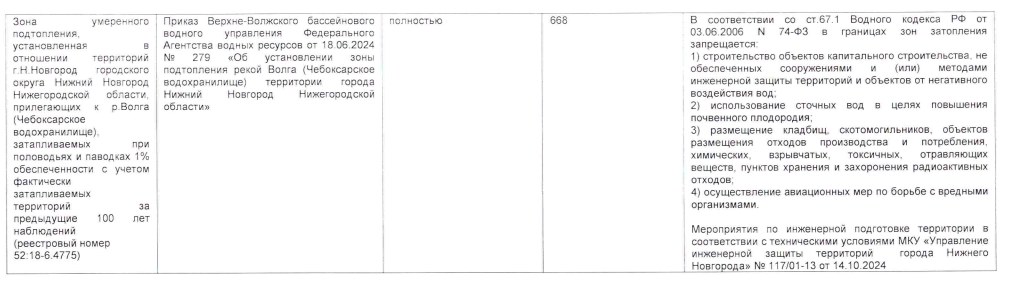 Зона умеренного
подтопления,
установленная в
отношении территорий
г.Н.Новгород городского
округа Нижний Новгород
Нижегородской области,
прилегающих к р.Волга
(Чебоксарское
водохранилище),
затапливаемых при
половодьях и паводках 1%
обеспеченности с учетом
фактически
затапливаемых
территорий за
предыдущие 100 лет
наблюдений
(реестровый номер
52:18-6.4775)
Приказ Верхне-Волжского бассейнового
водного управления Федерального
Агентства водных ресурсов от 18.06.2024
№ 279 «Об установлении зоны
подтопления рекой Волга (Чебоксарское
водохранилище) территории города
Нижний Новгород Нижегородской
области»
полностью
668
В соответствии со ст.67.1 Водного кодекса РФ от
03.06.2006 N 74-ФЗ в границах зон затопления
запрещается:
1) строительство объектов капитального строительства, не
обеспеченных сооружениями и (или) методами
инженерной защиты территорий и объектов от негативного
воздействия вод;
2) использование сточных вод в целях повышения
почвенного плодородия;
3) размещение кладбищ, скотомогильников, объектов
размещения отходов производства и потребления,
химических, взрывчатых, токсичных, отравляющих
веществ, пунктов хранения и захоронения радиоактивных
отходов;
4) осуществление авиационных мер по борьбе с вредными
организмами.
Мероприятия по инженерной подготовке территории в
соответствии с техническими условиями МКУ «Управление
инженерной защиты территорий города Нижнего
Новгорода» № 117/01-13 от 14.10.2024